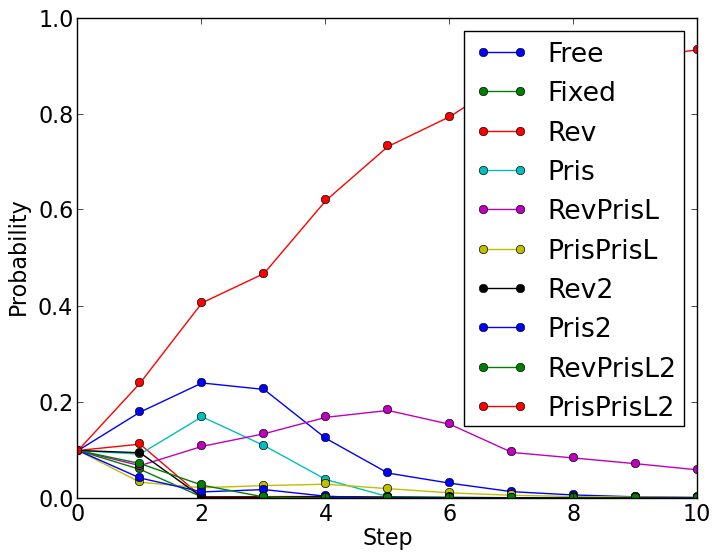 1.0
0.8
0.6
0.4
0.2
0.0
Probability
0 2 4 6 8 10
Step
Free
Fixed
Rev
Pris
RevPrisL
PrisPrisL
Rev2
Pris2
RevPrisL2
PrisPrisL2